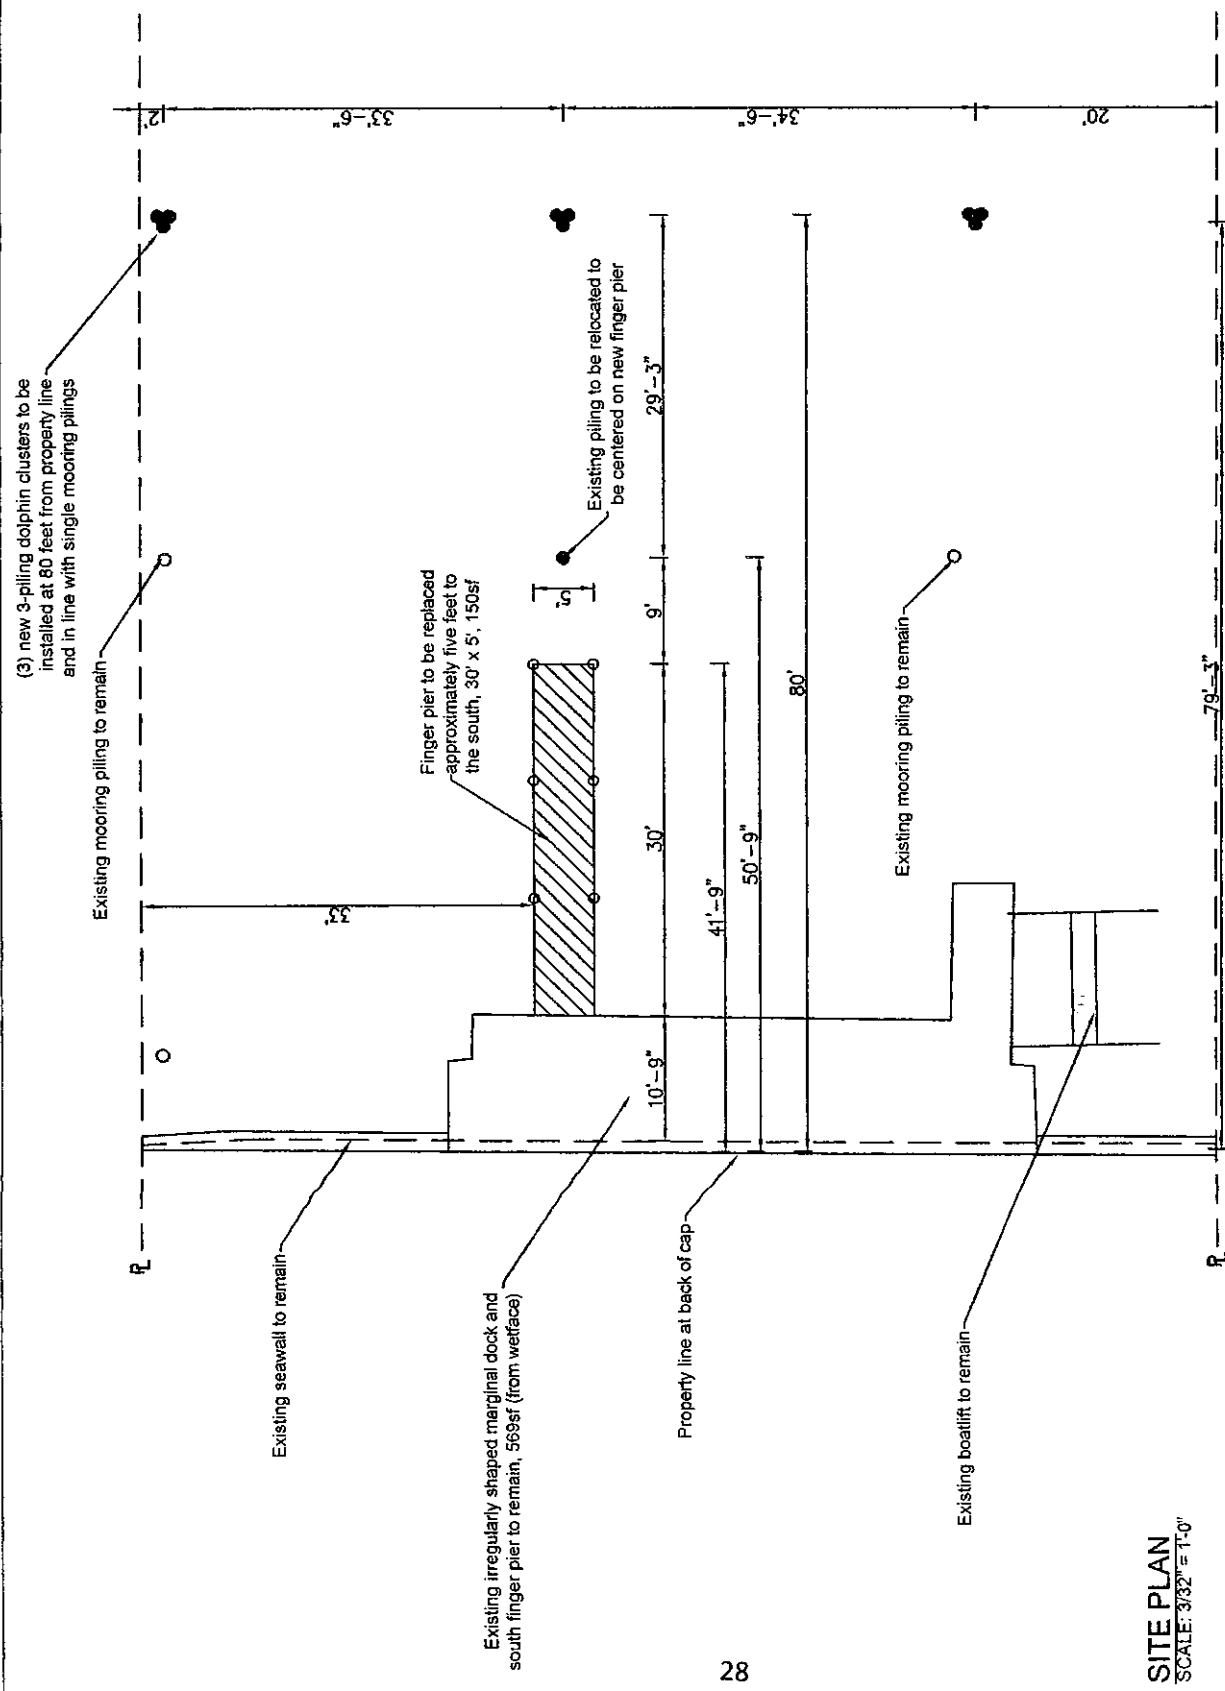 (3) new 3-piling dolphin clusters to be
installed at 80 feet from property line
and in line with single mooring pilings
Existing mooring piling to remain
2'
33'-6"
34'-6"
20'
Finger pier to be replaced
approximately five feet to
the south, 30' x 5', 150sf
Existing piling to be relocated to
be centered on new finger pier
33'
5'
29'-3"
9'
30'
10'-9"
41'-9"
50'-9"
80'
79'-3"
Existing mooring piling to remain
PL
Existing seawall to remain
Existing irregularly shaped marginal dock and
south finger pier to remain, 569sf (from wetface)
Property line at back of cap
Existing boatlift to remain
PL
SITE PLAN
SCALE: 3/32" = 1'-0"
28